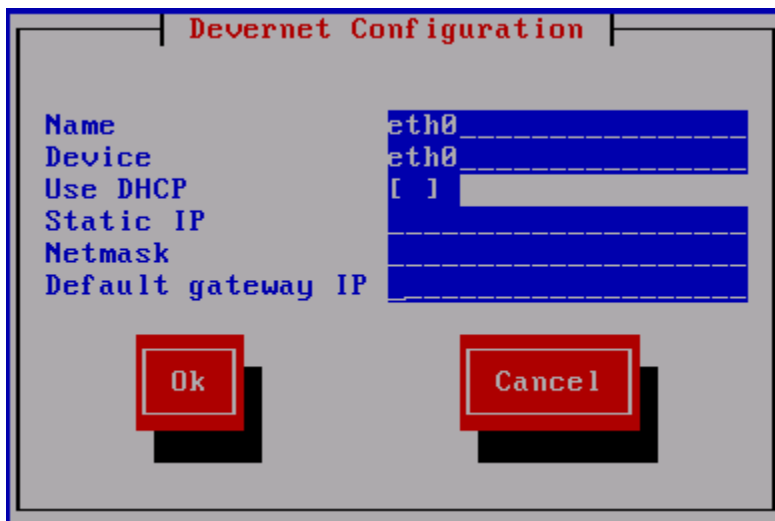 Devernet Configuration
Name eth0
Device eth0
Use DHCP [ ]
Static IP
Netmask
Default gateway IP
Ok Cancel